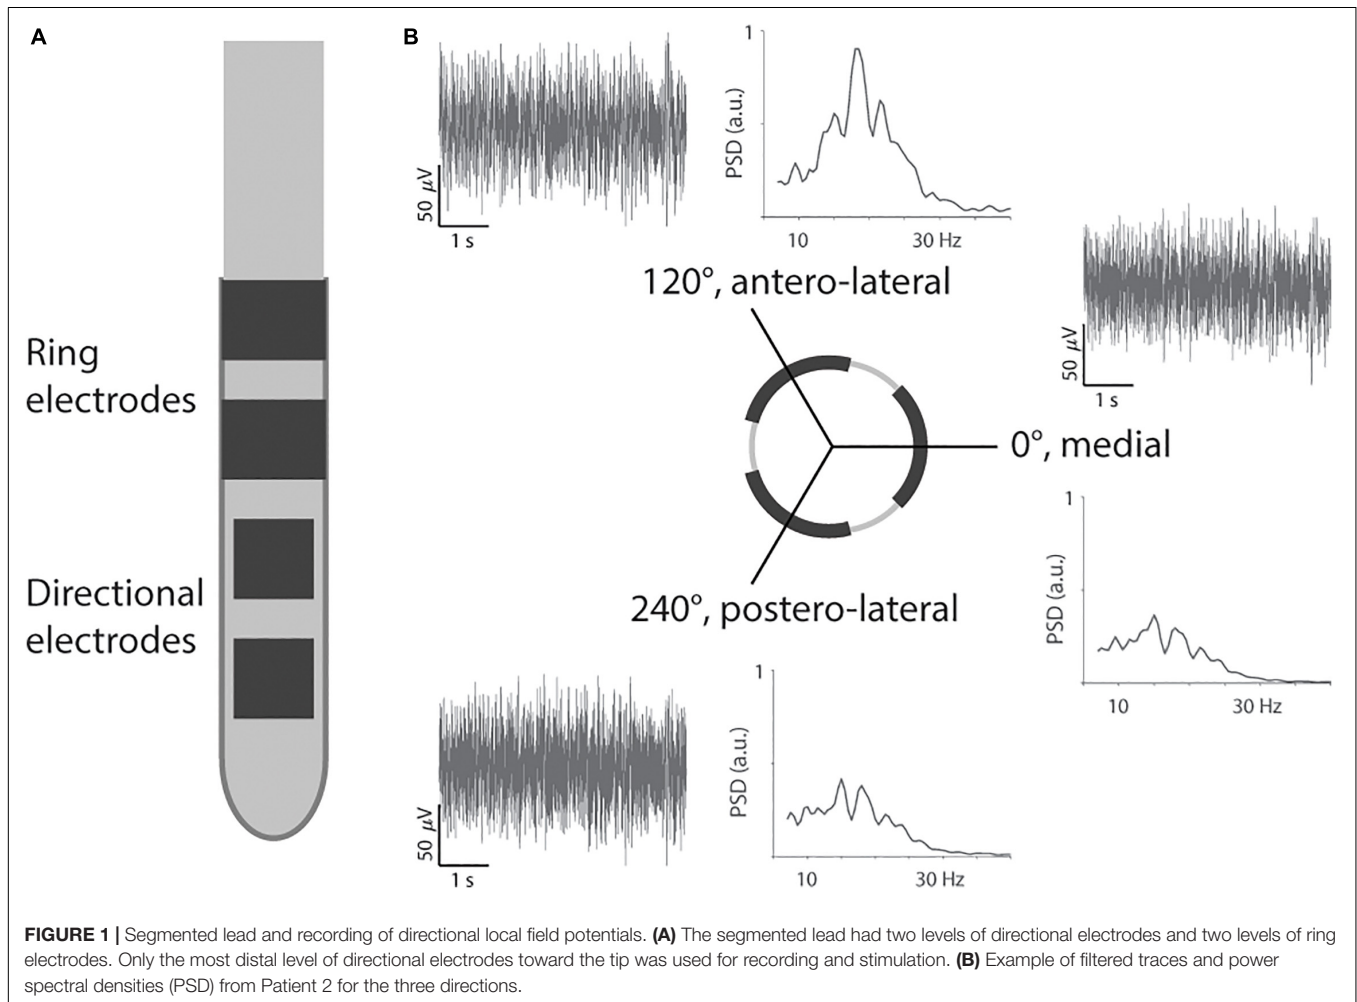 A
B
50 μV
1 s
1
PSD (a.u.)
10
30 Hz
120°, antero-lateral
50 μV
1 s
Ring
electrodes
0°, medial
1
PSD (a.u.)
10
30 Hz
Directional
electrodes
240°, postero-lateral
50 μV
1 s
1
PSD (a.u.)
10
30 Hz
FIGURE 1 | Segmented lead and recording of directional local field potentials. (A) The segmented lead had two levels of directional electrodes and two levels of ring
electrodes. Only the most distal level of directional electrodes toward the tip was used for recording and stimulation. (B) Example of filtered traces and power
spectral densities (PSD) from Patient 2 for the three directions.